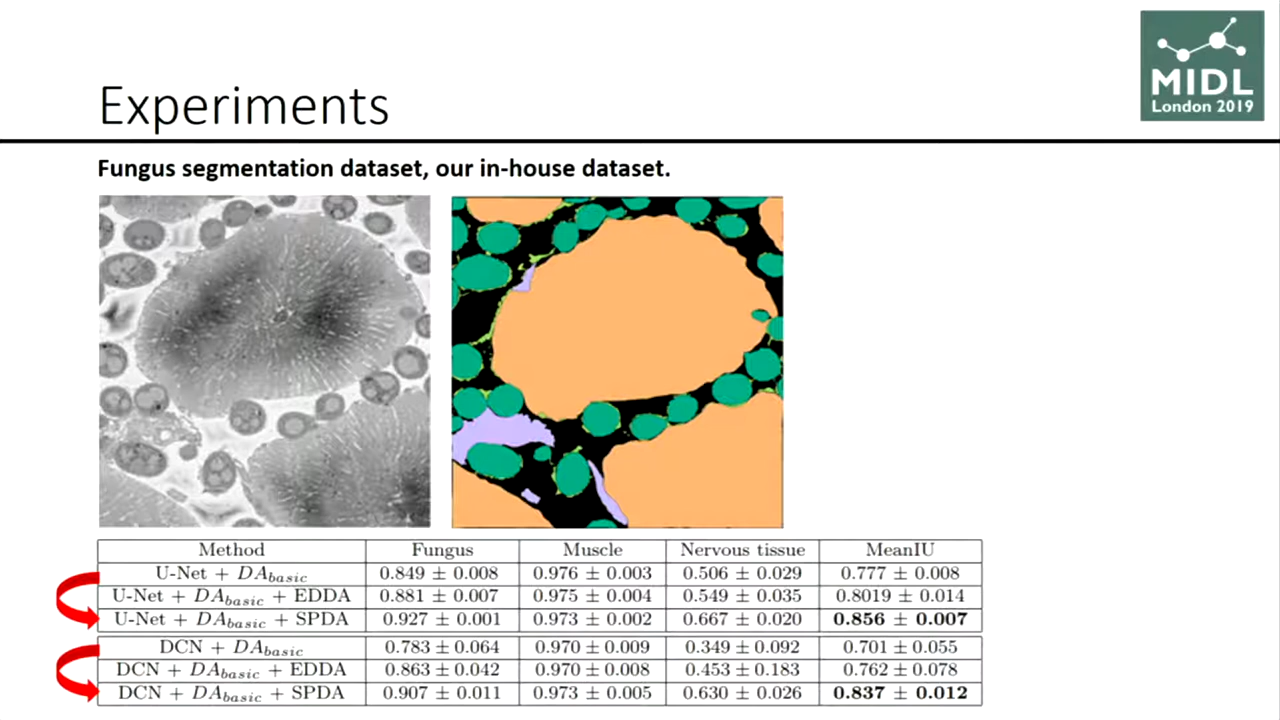 MIDL
London 2019
Experiments
Fungus segmentation dataset, our in-house dataset.
Method Fungus Muscle Nervous tissue MeanIU
U-Net + DAbasic 0.849 ± 0.008 0.976 ± 0.003 0.506 ± 0.029 0.777 ± 0.008
U-Net + DAbasic + EDDA 0.881 ± 0.007 0.975 ± 0.004 0.549 ± 0.035 0.8019 ± 0.014
U-Net + DAbasic + SPDA 0.927 ± 0.001 0.973 ± 0.002 0.667 ± 0.020 0.856 ± 0.007
DCN + DAbasic 0.783 ± 0.064 0.970 ± 0.009 0.349 ± 0.092 0.701 ± 0.055
DCN + DAbasic + EDDA 0.863 ± 0.042 0.970 ± 0.008 0.453 ± 0.183 0.762 ± 0.078
DCN + DAbasic + SPDA 0.907 ± 0.011 0.973 ± 0.005 0.630 ± 0.026 0.837 ± 0.012